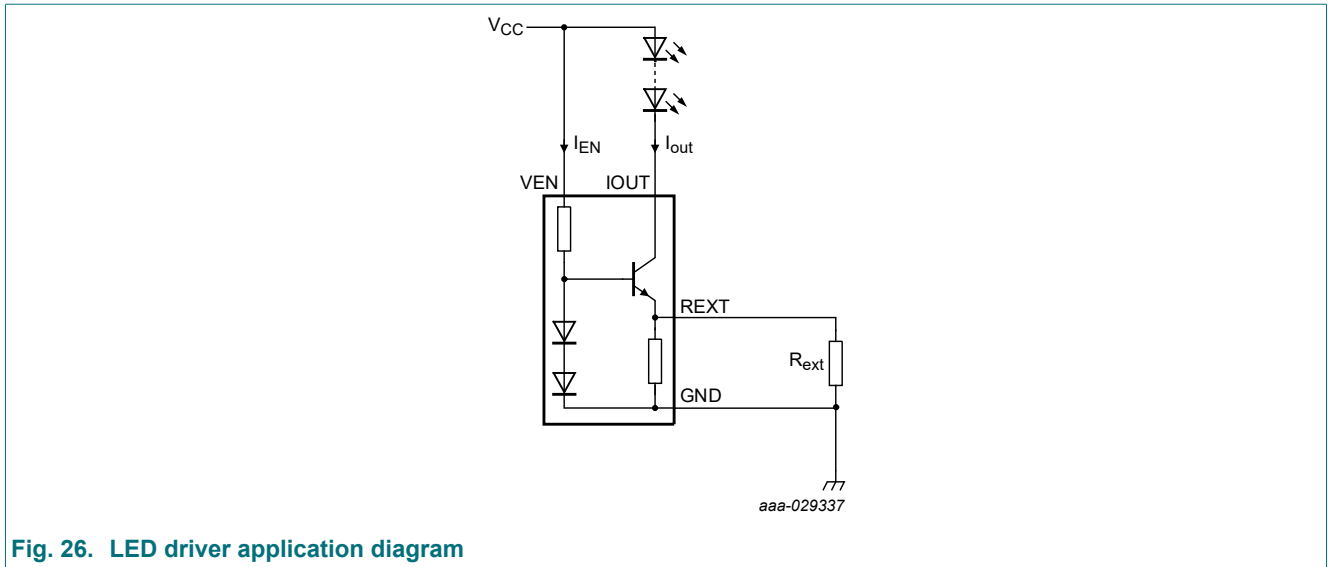 VCC
IEN
Iout
VEN
IOUT
REXT
Rext
GND
aaa-029337
Fig. 26. LED driver application diagram